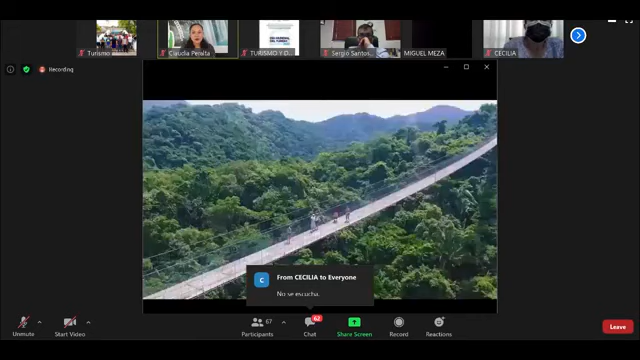 Turismo
Claudia Peralta
TURISMO Y D...
Sergio Santos
MIGUEL MEZA
CECILIA
Recording
From CECILIA to Everyone
C
No se escucha.
Unmute
Start Video
67
Participants
62
Chat
Share Screen
Record
Reactions
Leave